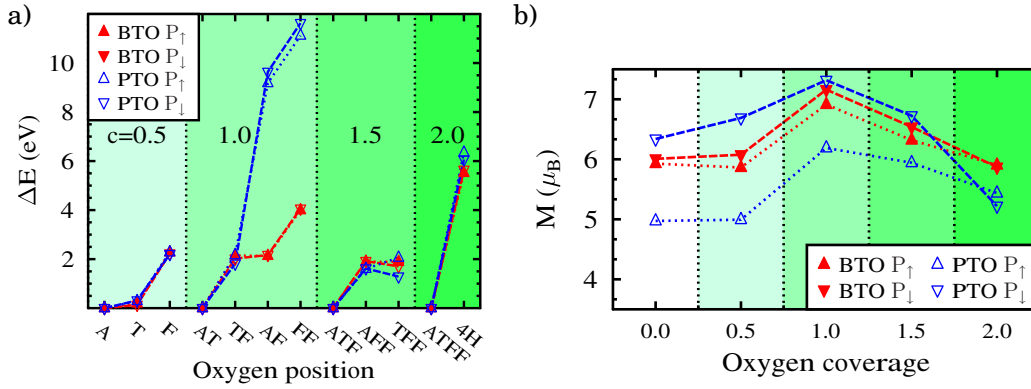 a)
BTO P↑
BTO P↓
PTO P↑
PTO P↓
c=0.5 1.0 1.5 2.0
ΔE (eV)
10
8
6
4
2
A T F AT TF AF FF ATF AFF TFF ATFF 4H
Oxygen position
b)
M (μB)
7
6
5
4
BTO P↑ PTO P↑
BTO P↓ PTO P↓
0.0 0.5 1.0 1.5 2.0
Oxygen coverage